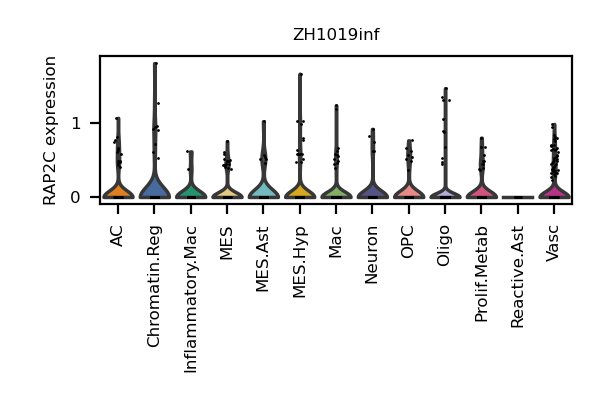 ZH1019inf
RAP2C expression
1
0
AC
Chromatin.Reg
Inflammatory.Mac
MES
MES.Ast
MES.Hyp
Mac
Neuron
OPC
Oligo
Prolif.Metab
Reactive.Ast
Vasc